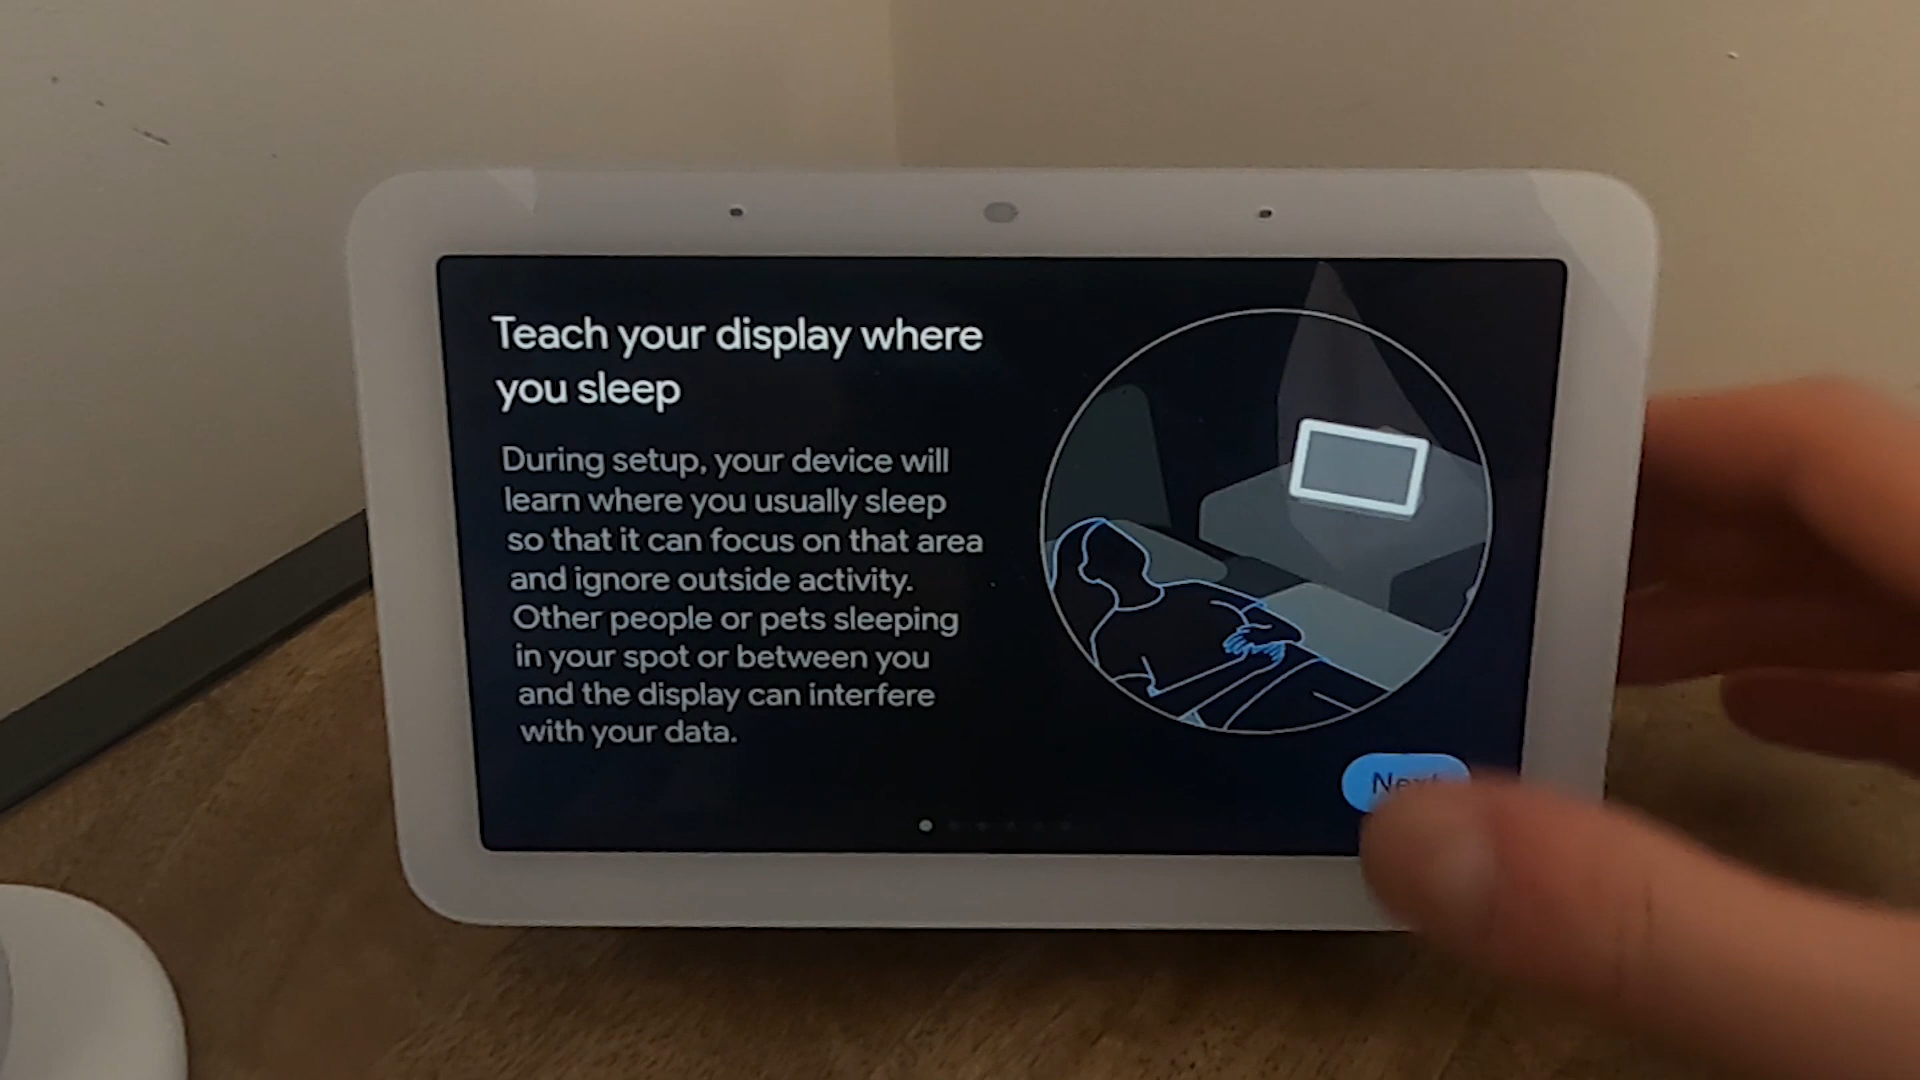 Teach your display where
you sleep
During setup, your device will
learn where you usually sleep
so that it can focus on that area
and ignore outside activity.
Other people or pets sleeping
in your spot or between you
and the display can interfere
with your data.
Next